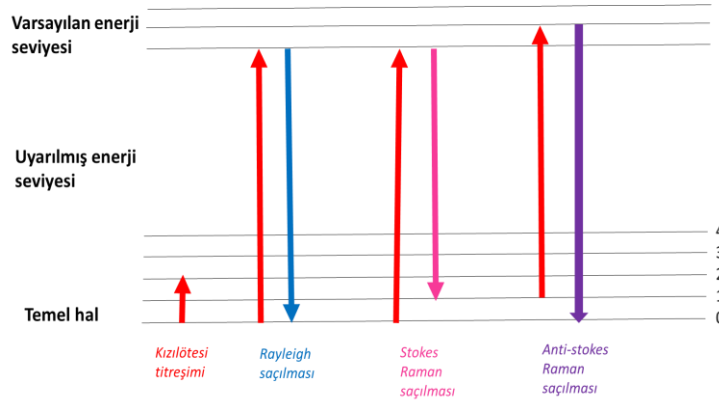 Varsayılan enerji
seviyesi
Uyarılmış enerji
seviyesi
4
3
2
1
Temel hal
0
Kızılötesi
titreşimi
Rayleigh
saçılması
Stokes
Raman
saçılması
Anti-stokes
Raman
saçılması